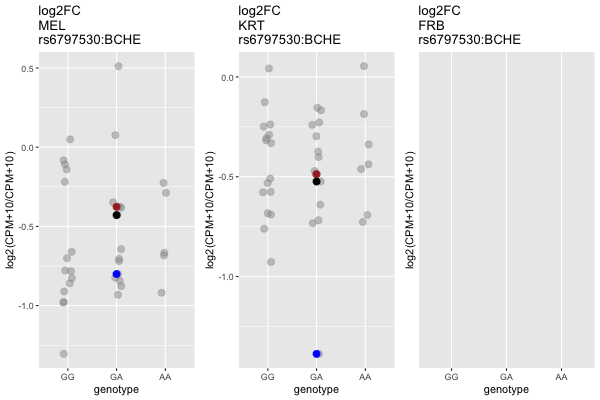 log2FC
MEL
rs6797530:BCHE
log2(CPM+10/CPM+10)
0.5
0.0
-0.5
-1.0
GG
GA
AA
genotype
log2FC
KRT
rs6797530:BCHE
log2(CPM+10/CPM+10)
0.0
-0.5
-1.0
GG
GA
AA
genotype
log2FC
FRB
rs6797530:BCHE
log2(CPM+10/CPM+10)
GG
GA
AA
genotype